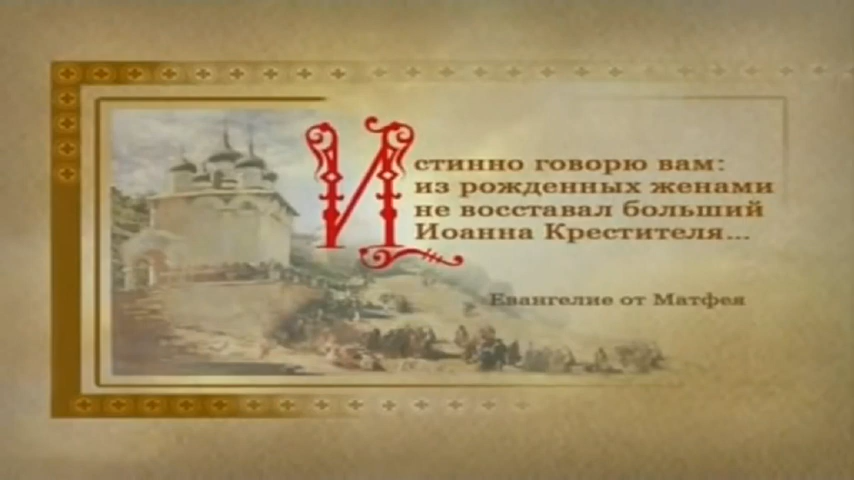 Истинно говорю вам:
из рожденных женами
не восставал больший
Иоанна Крестителя...
Евангелие от Матфея